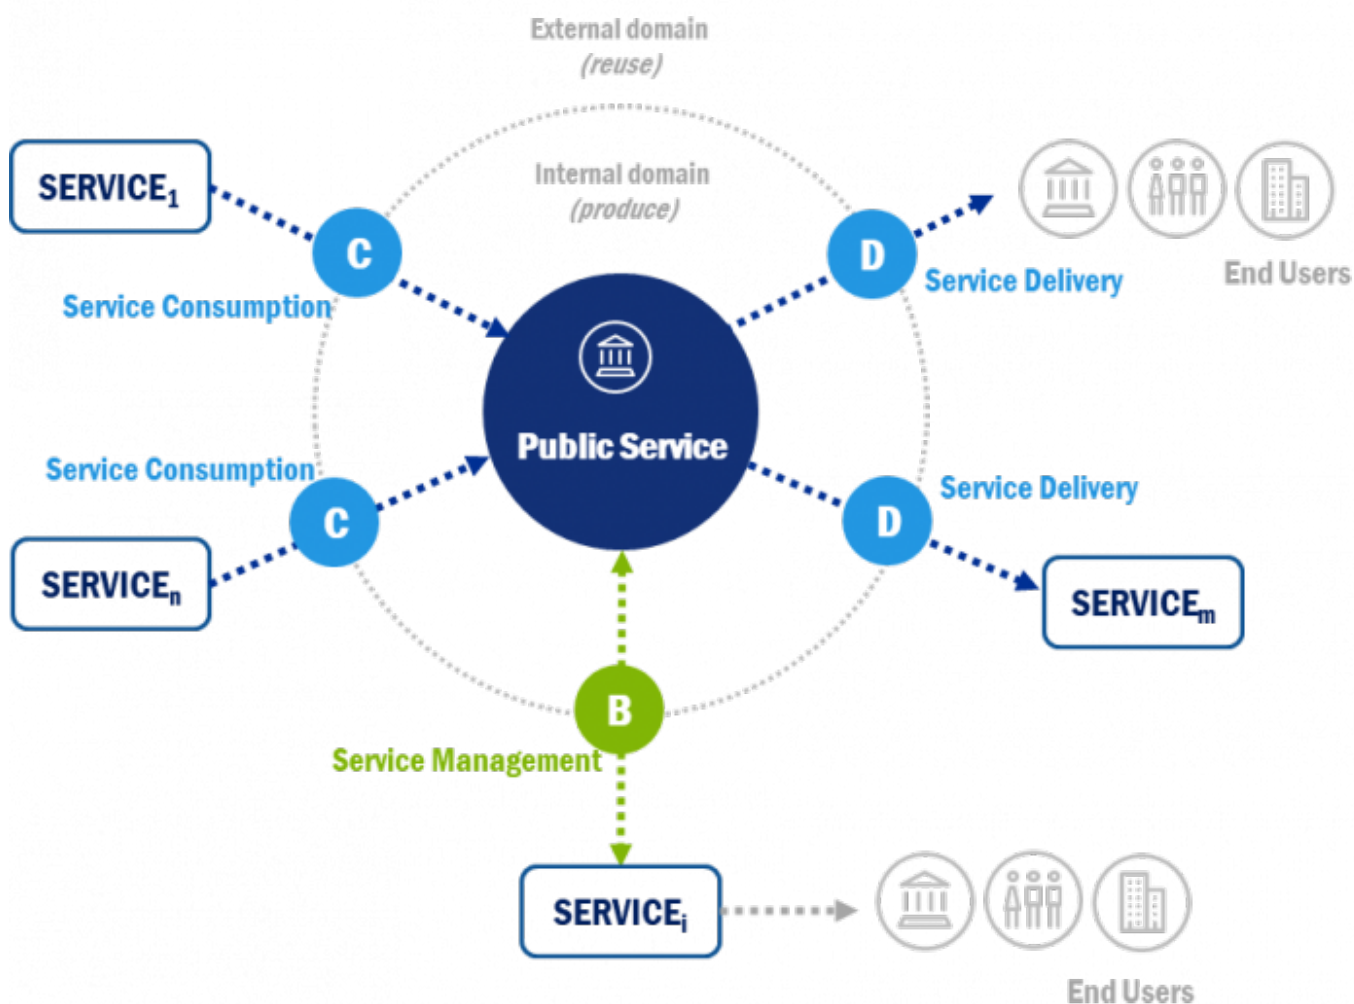 External domain
(reuse)
Internal domain
(produce)
SERVICE1
C
Service Consumption
D
Service Delivery
End Users
Public Service
Service Consumption
C
SERVICEn
Service Delivery
D
SERVICEm
B
Service Management
SERVICEi
End Users